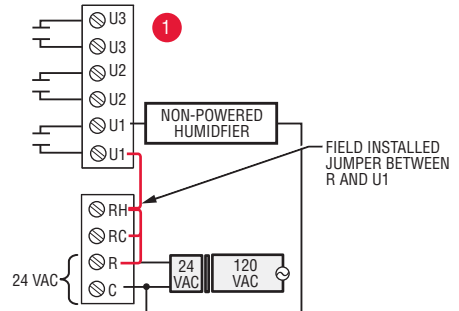 U3
1
U3
U2
U2
U1
NON-POWERED
HUMIDFIER
U1
FIELD INSTALLED
JUMPER BETWEEN
R AND U1
RH
RC
R
24 VAC
C
24
VAC
120
VAC